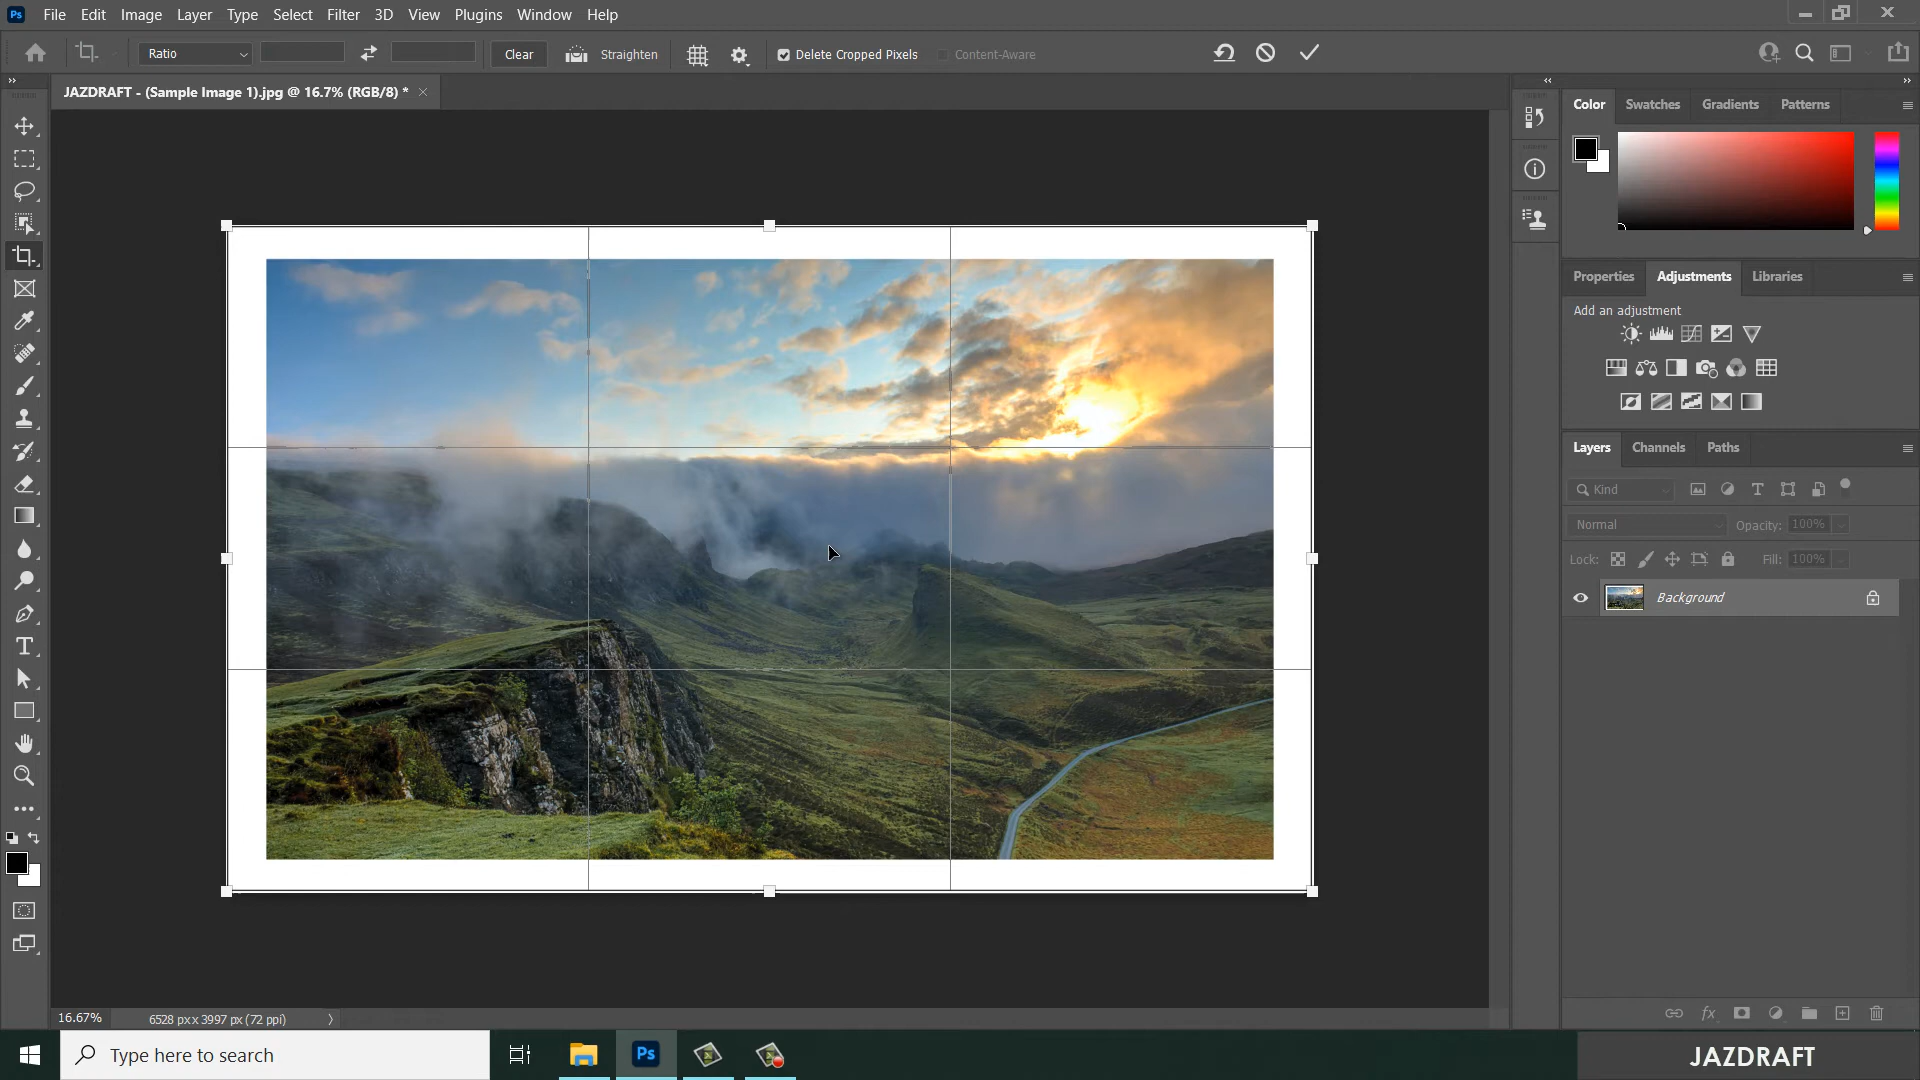 Ps File Edit Image Layer Type Select Filter 3D View Plugins Window Help
Ratio Clear Straighten Delete Cropped Pixels Content-Aware
JAZDRAFT - (Sample Image 1).jpg @ 16.7% (RGB/8) *
Color Swatches Gradients Patterns
Properties Adjustments Libraries
Add an adjustment
Layers Channels Paths
Kind
Normal Opacity: 100%
Lock: Fill: 100%
Background
16.67% 6528 px x 3997 px (72 ppi)
Type here to search
Ps
JAZDRAFT